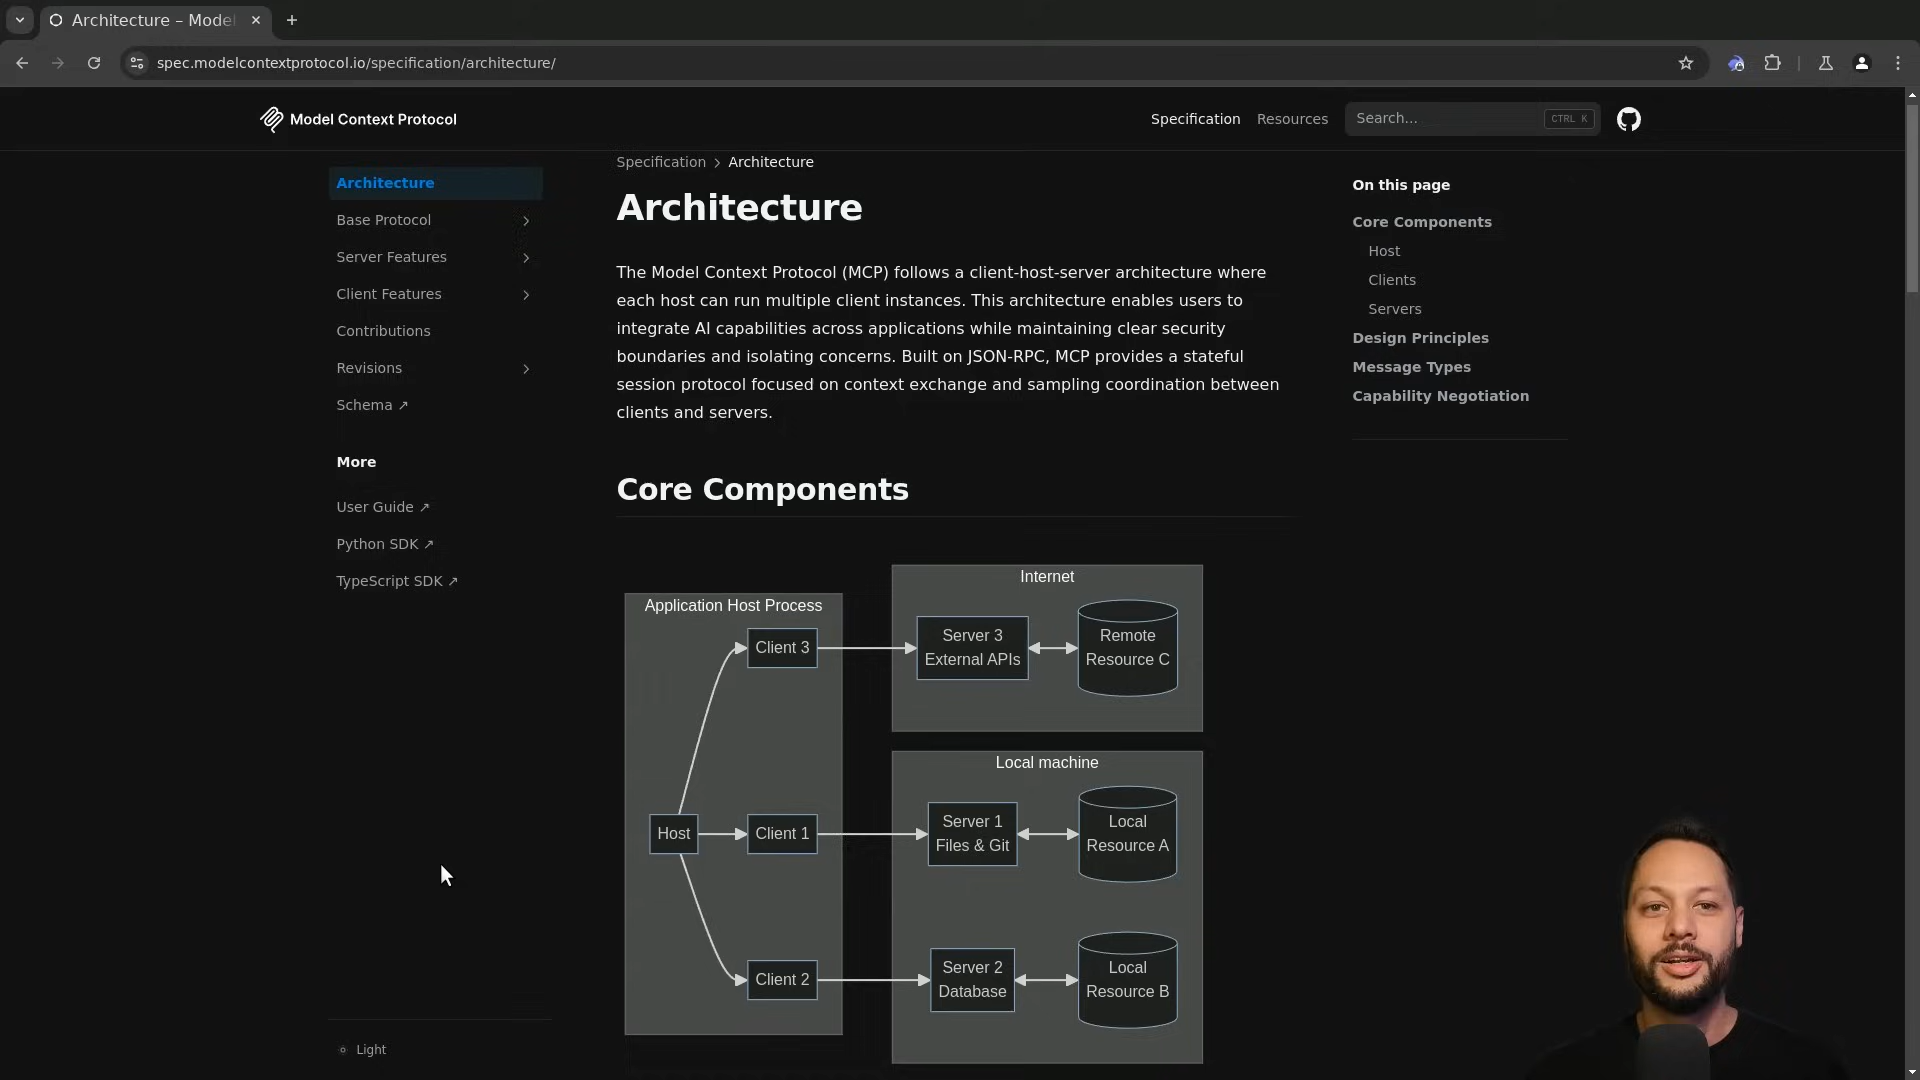 Architecture – Model
spec.modelcontextprotocol.io/specification/architecture/
Model Context Protocol
Specification
Resources
Search...
CTRL K
Architecture
Base Protocol
Server Features
Client Features
Contributions
Revisions
Schema ↗
More
User Guide ↗
Python SDK ↗
TypeScript SDK ↗
Light
Specification > Architecture
Architecture
The Model Context Protocol (MCP) follows a client-host-server architecture where
each host can run multiple client instances. This architecture enables users to
integrate AI capabilities across applications while maintaining clear security
boundaries and isolating concerns. Built on JSON-RPC, MCP provides a stateful
session protocol focused on context exchange and sampling coordination between
clients and servers.
Core Components
Application Host Process
Host
Client 3
Client 1
Client 2
Internet
Server 3
External APIs
Remote
Resource C
Local machine
Server 1
Files & Git
Local
Resource A
Server 2
Database
Local
Resource B
On this page
Core Components
Host
Clients
Servers
Design Principles
Message Types
Capability Negotiation